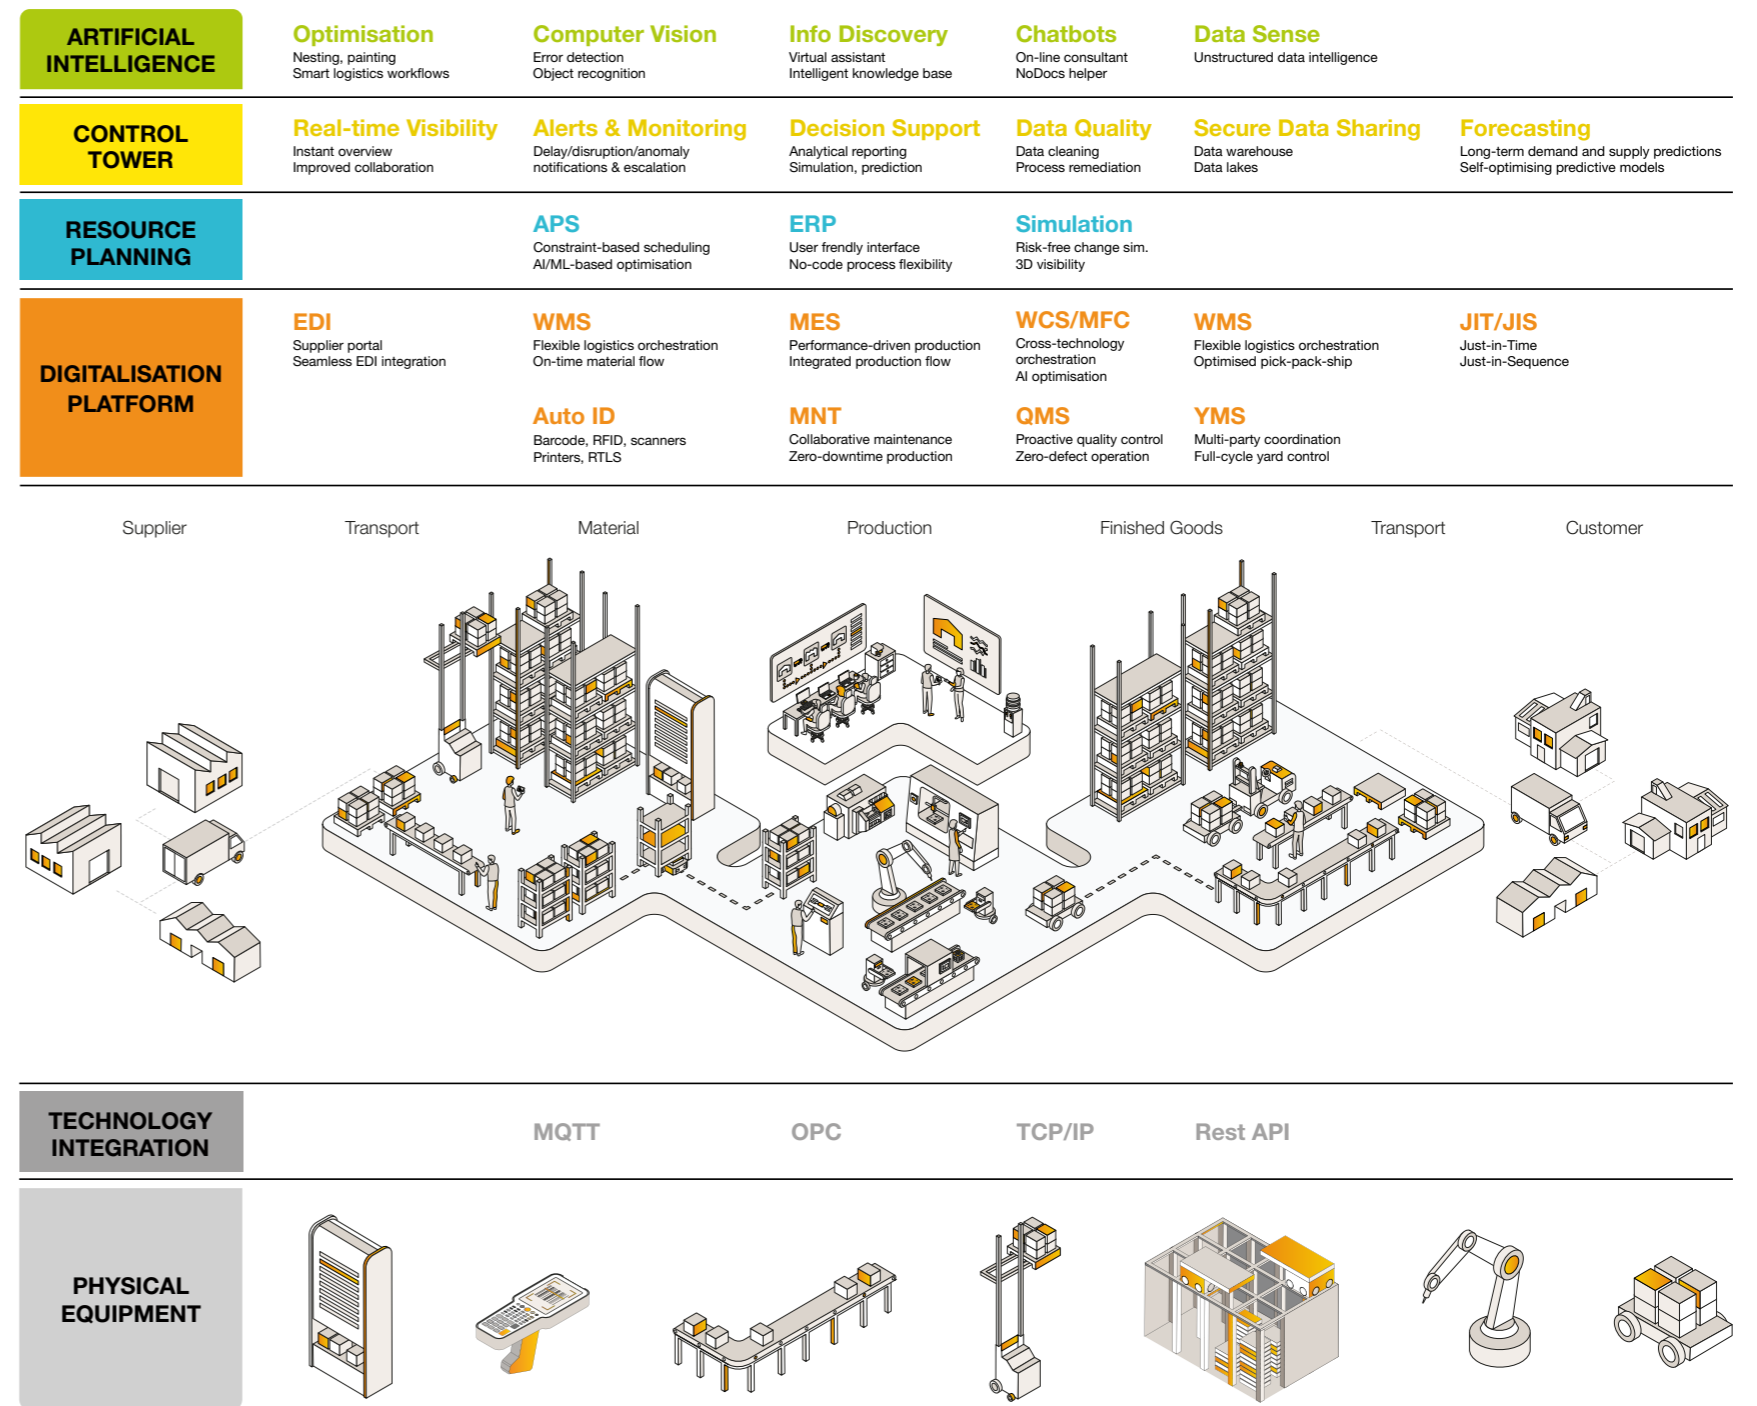 ARTIFICIAL
INTELLIGENCE
Optimisation
Nesting, painting
Smart logistics workflows
Computer Vision
Error detection
Object recognition
Info Discovery
Virtual assistant
Intelligent knowledge base
Chatbots
On-line consultant
NoDocs helper
Data Sense
Unstructured data intelligence
CONTROL
TOWER
Real-time Visibility
Instant overview
Improved collaboration
Alerts & Monitoring
Delay/disruption/anomaly
notifications & escalation
Decision Support
Analytical reporting
Simulation, prediction
Data Quality
Data cleaning
Process remediation
Secure Data Sharing
Data warehouse
Data lakes
Forecasting
Long-term demand and supply predictions
Self-optimising predictive models
RESOURCE
PLANNING
APS
Constraint-based scheduling
AI/ML-based optimisation
ERP
User frendly interface
No-code process flexibility
Simulation
Risk-free change sim.
3D visibility
DIGITALISATION
PLATFORM
EDI
Supplier portal
Seamless EDI integration
WMS
Flexible logistics orchestration
On-time material flow
MES
Performance-driven production
Integrated production flow
WCS/MFC
Cross-technology
orchestration
AI optimisation
WMS
Flexible logistics orchestration
Optimised pick-pack-ship
JIT/JIS
Just-in-Time
Just-in-Sequence
Auto ID
Barcode, RFID, scanners
Printers, RTLS
MNT
Collaborative maintenance
Zero-downtime production
QMS
Proactive quality control
Zero-defect operation
YMS
Multi-party coordination
Full-cycle yard control
Supplier
Transport
Material
Production
Finished Goods
Transport
Customer
TECHNOLOGY
INTEGRATION
MQTT
OPC
TCP/IP
Rest API
PHYSICAL
EQUIPMENT